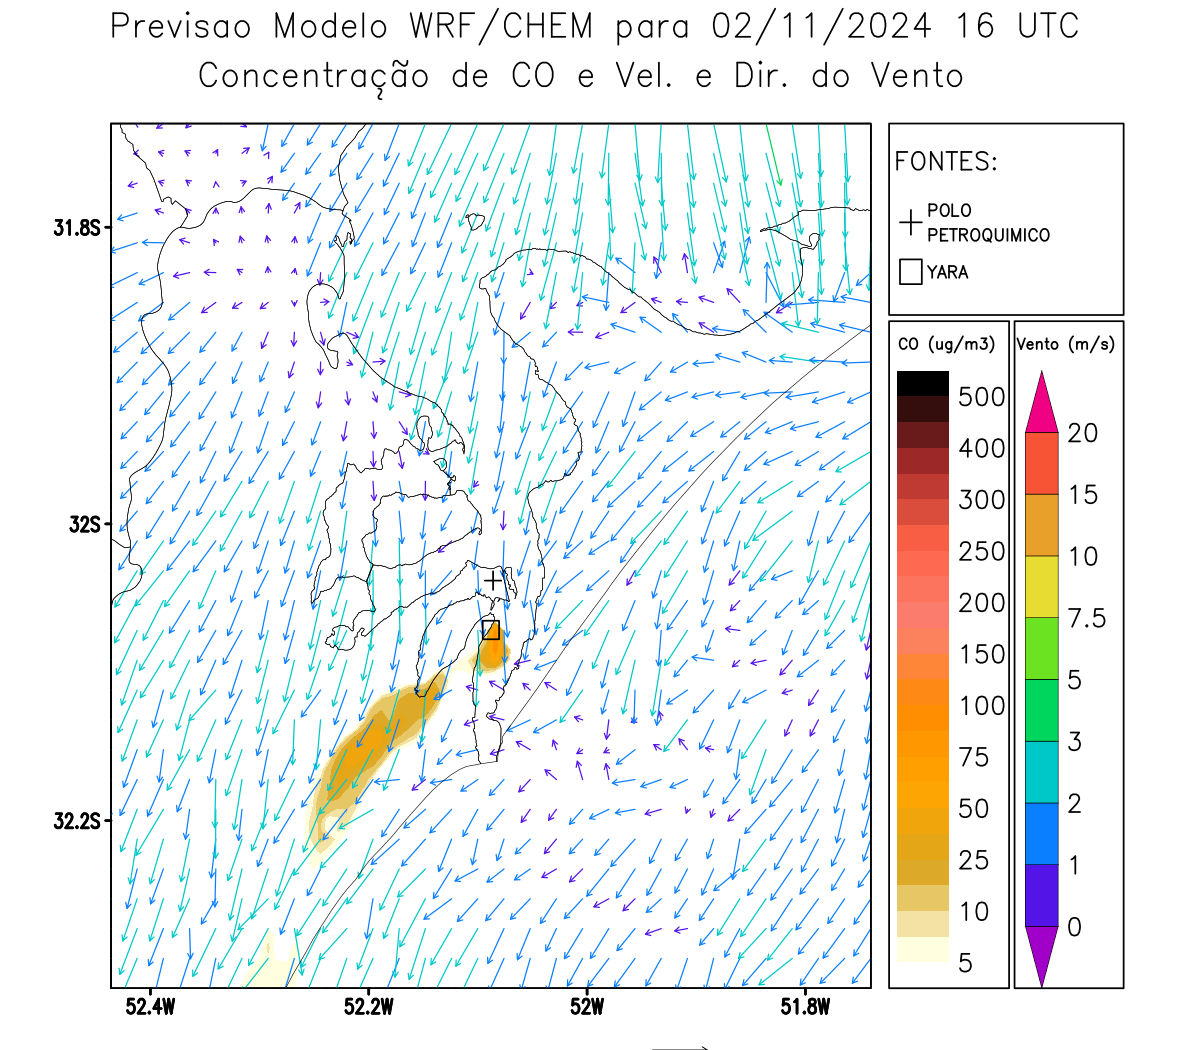 Previsao Modelo WRF/CHEM para 02/11/2024 16 UTC
Concentração de CO e Vel. e Dir. do Vento
FONTES:
POLO
PETROQUIMICO
YARA
CO (ug/m3)
500
400
300
250
200
150
100
75
50
25
10
5
Vento (m/s)
20
15
10
7.5
5
3
2
1
0
31.8S
32S
32.2S
52.4W
52.2W
52W
51.8W